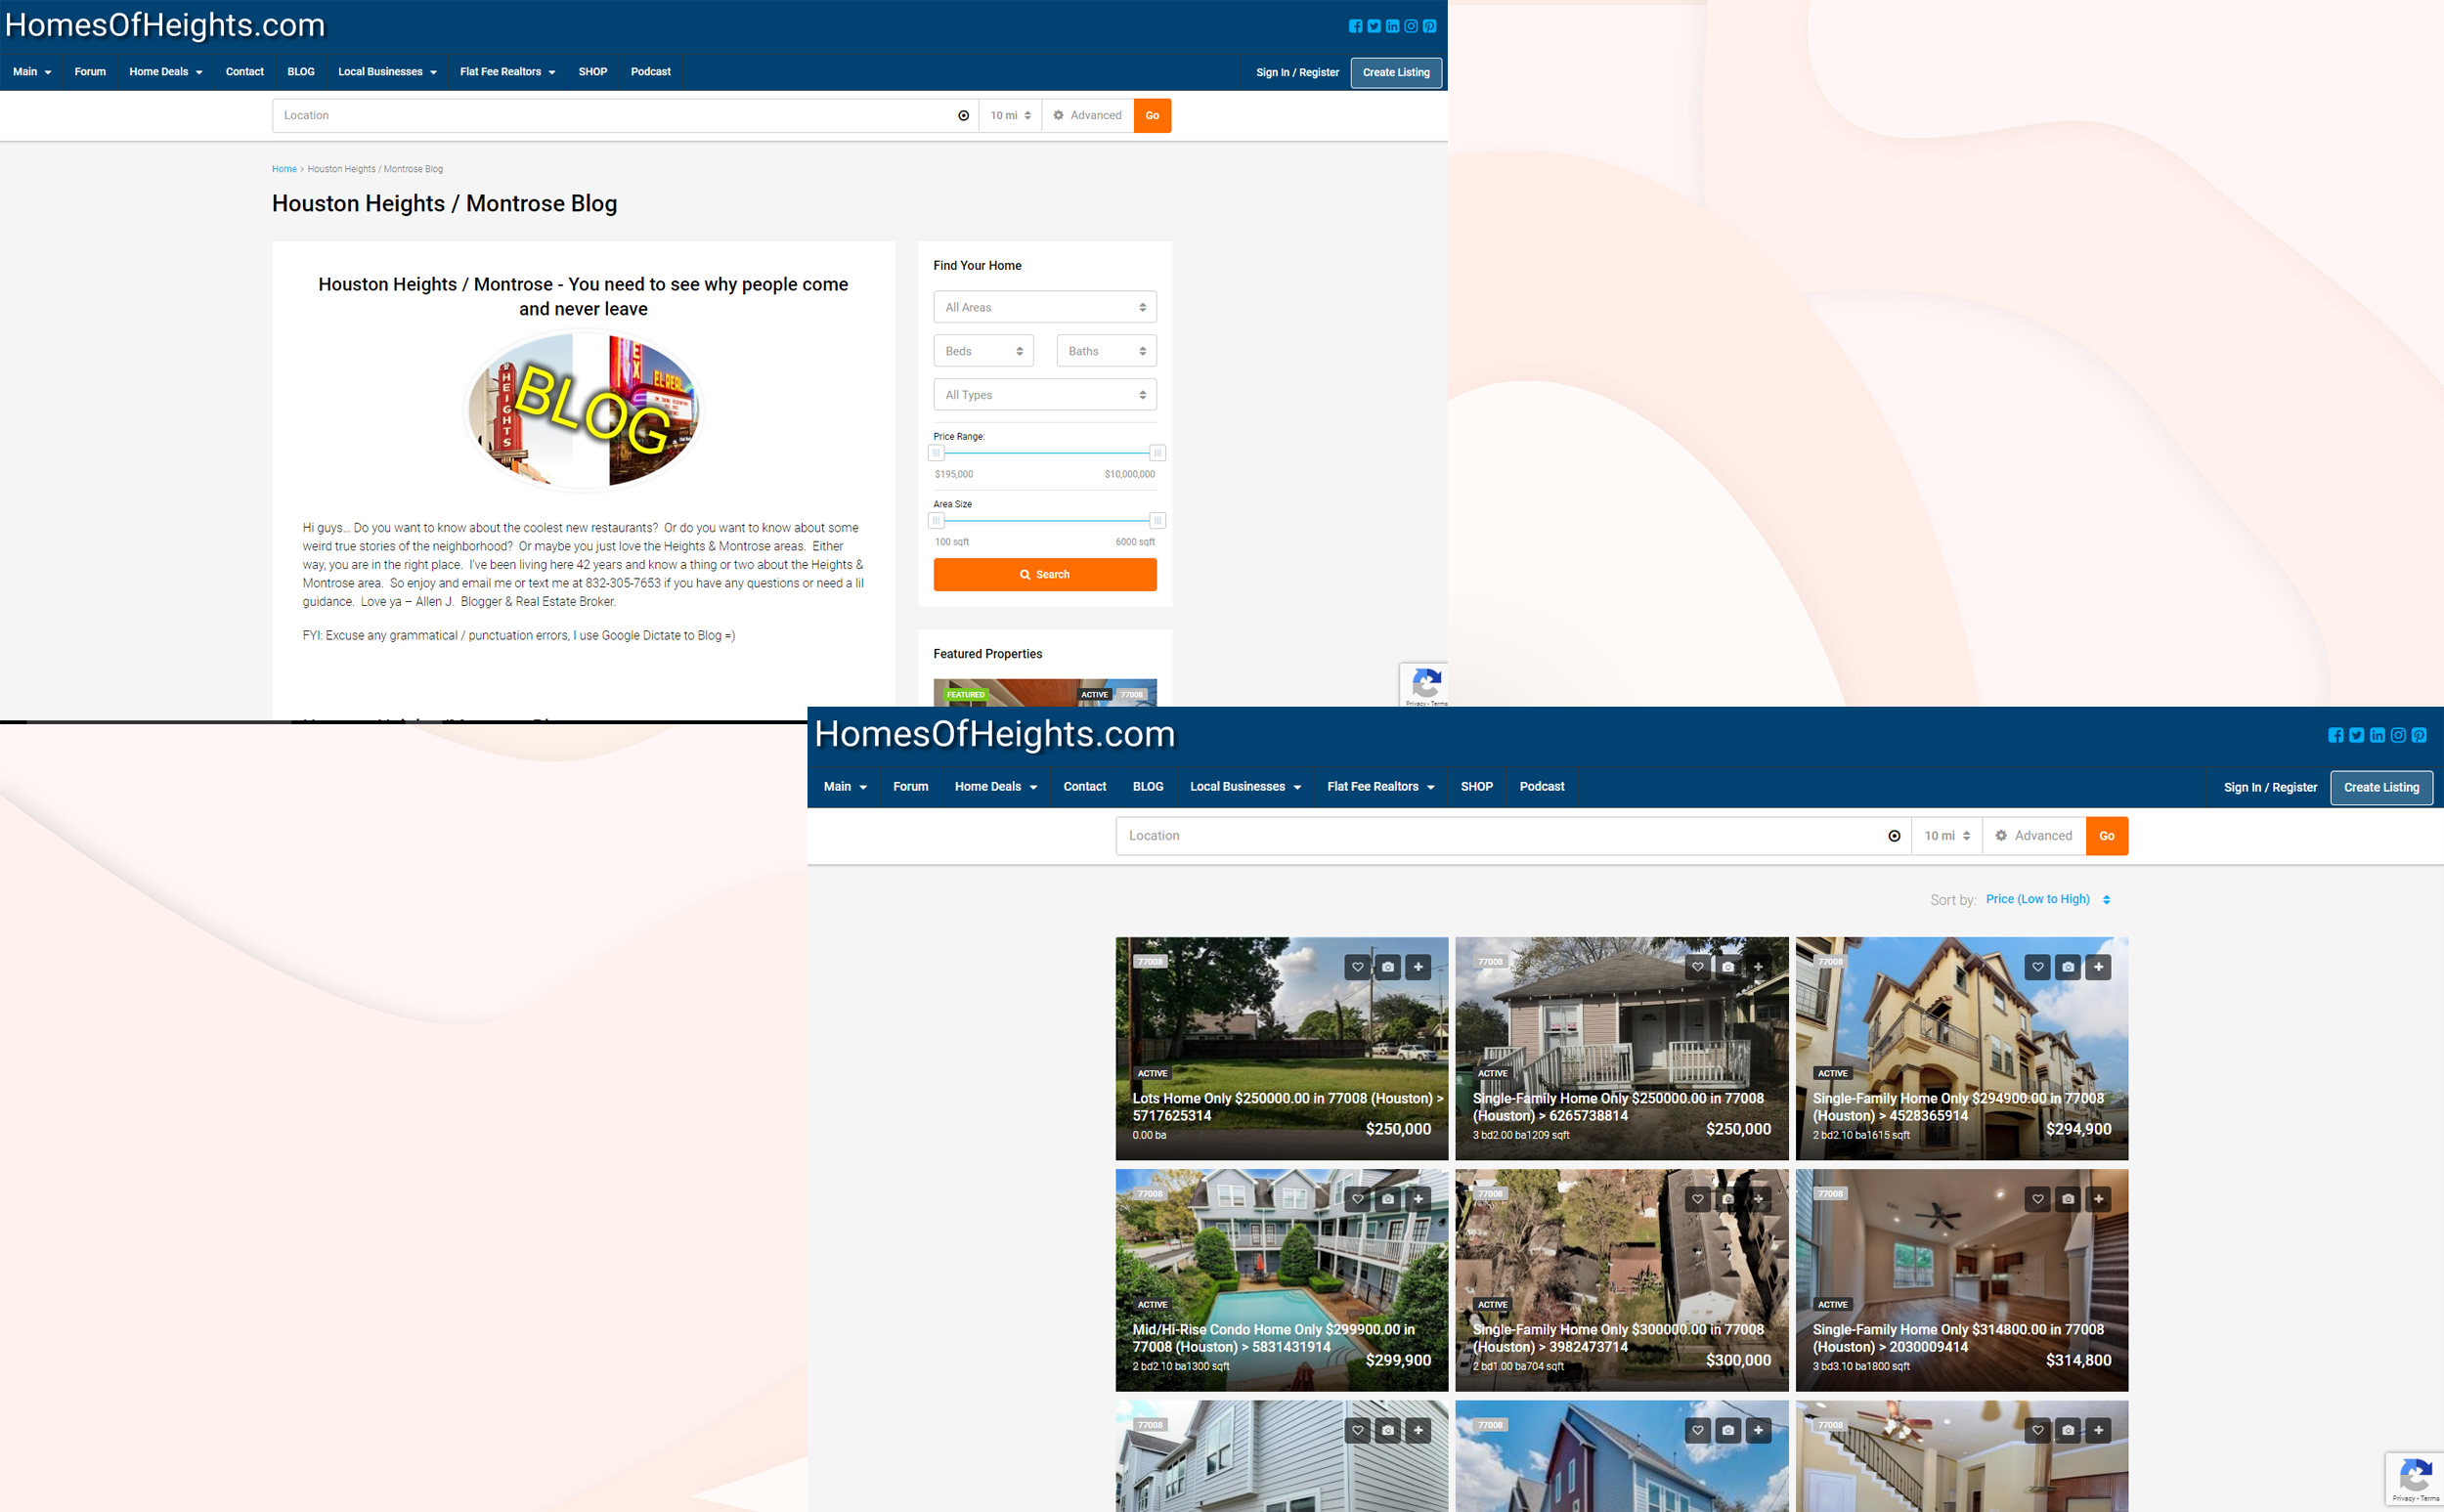 HomesOfHeights.com
Main
Forum
Home Deals
Contact
BLOG
Local Businesses
Flat Fee Realtors
SHOP
Podcast
Sign In / Register
Create Listing
Location
10 mi
Advanced
Go
Home > Houston Heights / Montrose Blog
Houston Heights / Montrose Blog
Houston Heights / Montrose - You need to see why people come
and never leave
HEIGHTS
EL REAL
BLOG
Hi guys... Do you want to know about the coolest new restaurants? Or do you want to know about some
weird true stories of the neighborhood? Or maybe you just love the Heights & Montrose areas. Either
way, you are in the right place. I've been living here 42 years and know a thing or two about the Heights &
Montrose area. So enjoy and email me or text me at 832-305-7653 if you have any questions or need a lil
guidance. Love ya – Allen J. Blogger & Real Estate Broker.
FYI: Excuse any grammatical / punctuation errors, I use Google Dictate to Blog =)
Find Your Home
All Areas
Beds
Baths
All Types
Price Range:
$195,000
$10,000,000
Area Size
100 sqft
6000 sqft
Search
Featured Properties
FEATURED
ACTIVE
77008
Privacy - Terms
HomesOfHeights.com
Main
Forum
Home Deals
Contact
BLOG
Local Businesses
Flat Fee Realtors
SHOP
Podcast
Sign In / Register
Create Listing
Location
10 mi
Advanced
Go
Sort by: Price (Low to High)
77008
ACTIVE
Lots Home Only $250000.00 in 77008 (Houston) >
5717625314
0.00 ba
$250,000
77008
ACTIVE
Single-Family Home Only $250000.00 in 77008
(Houston) > 6265738814
3 bd2.00 ba1209 sqft
$250,000
77008
ACTIVE
Single-Family Home Only $294900.00 in 77008
(Houston) > 4528365914
2 bd2.10 ba1615 sqft
$294,900
77008
ACTIVE
Mid/Hi-Rise Condo Home Only $299900.00 in
77008 (Houston) > 5831431914
2 bd2.10 ba1300 sqft
$299,900
77008
ACTIVE
Single-Family Home Only $300000.00 in 77008
(Houston) > 3982473714
2 bd1.00 ba704 sqft
$300,000
77008
ACTIVE
Single-Family Home Only $314800.00 in 77008
(Houston) > 2030009414
3 bd3.10 ba1800 sqft
$314,800
77008
77008
77008
Privacy - Terms